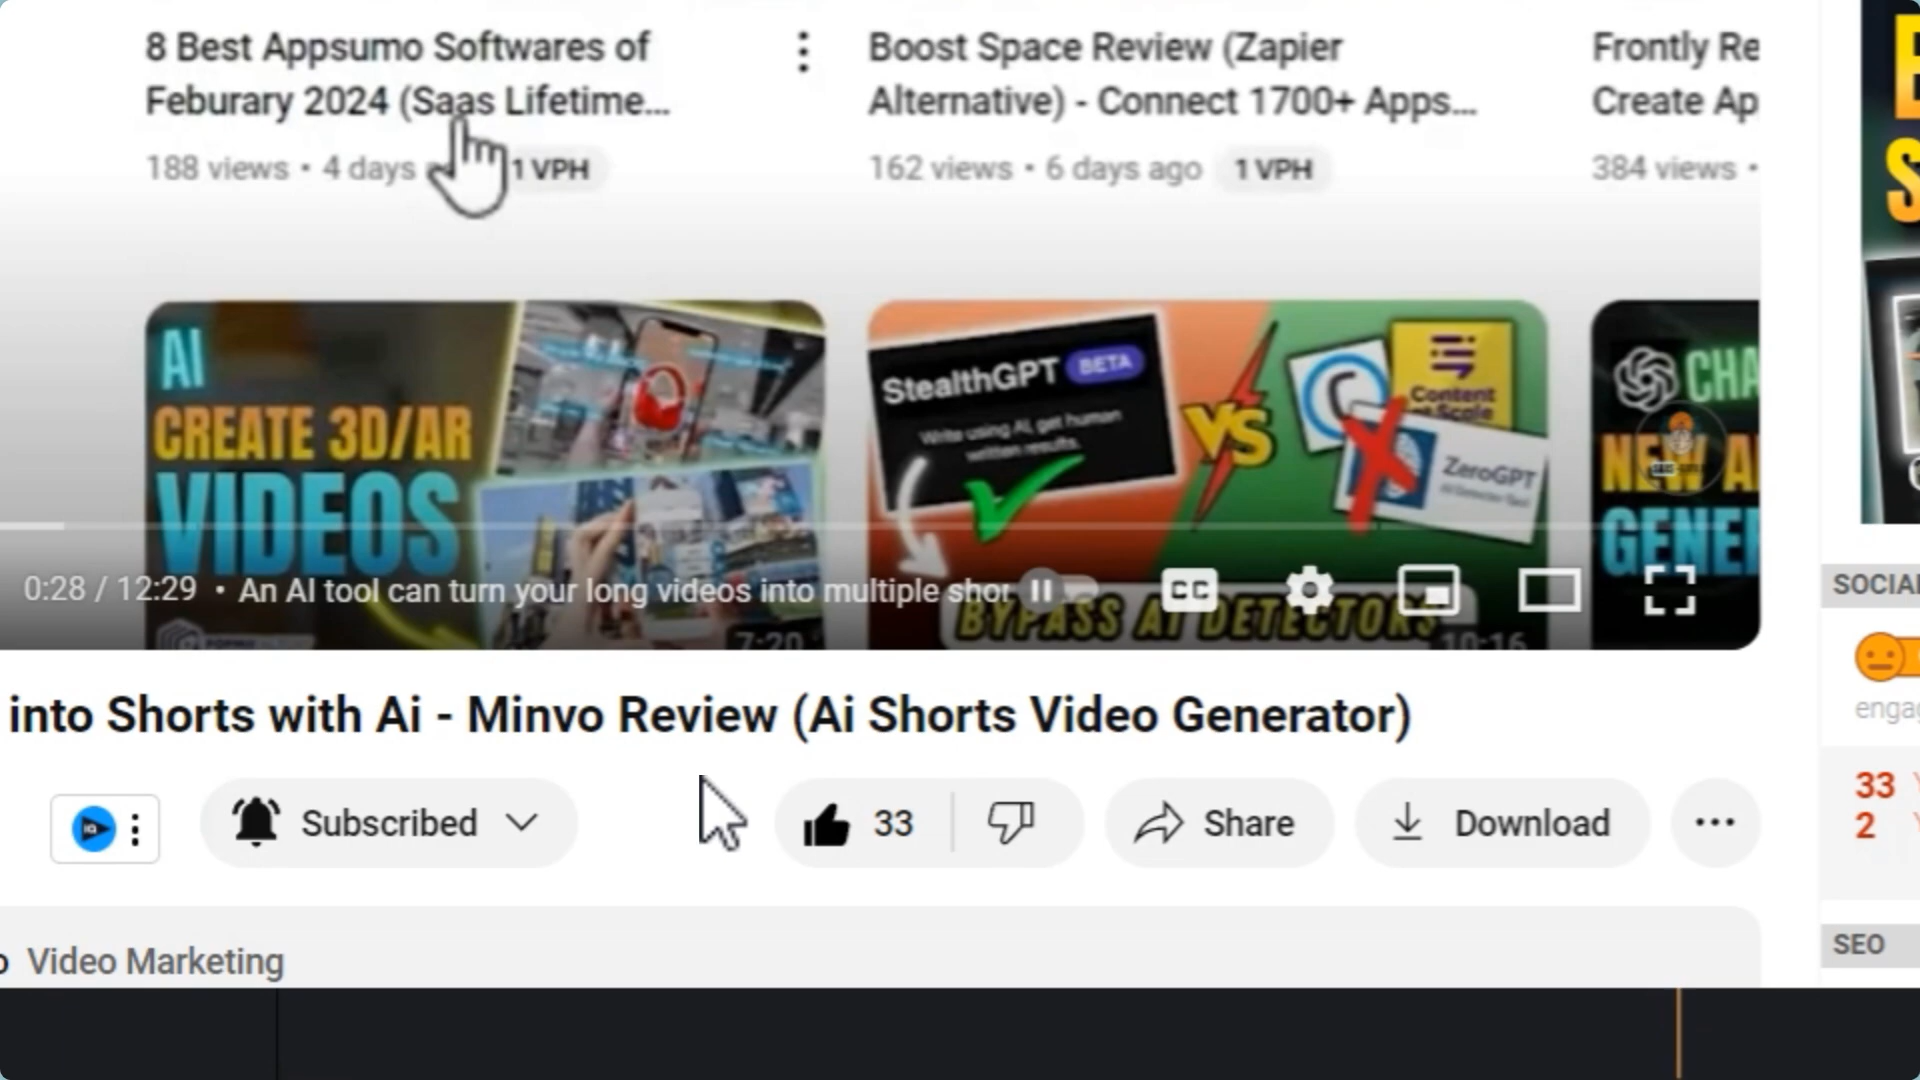 8 Best Appsumo Softwares of
Feburary 2024 (Saas Lifetime...
188 views • 4 days
1 VPH
Boost Space Review (Zapier
Alternative) - Connect 1700+ Apps...
162 views • 6 days ago
1 VPH
Frontly Re
Create Ap
384 views •
AI
CREATE 3D/AR
VIDEOS
7:20
StealthGPT BETA
Write using AI, get human
written results.
VS
Content
at Scale
ZeroGPT
BYPASS AI DETECTORS
10:16
CHA
NEW AI
GENER
0:28 / 12:29 • An AI tool can turn your long videos into multiple shor
CC
into Shorts with Ai - Minvo Review (Ai Shorts Video Generator)
Subscribed
33
Share
Download
Video Marketing
SOCIAL
engag
33
2
SEO